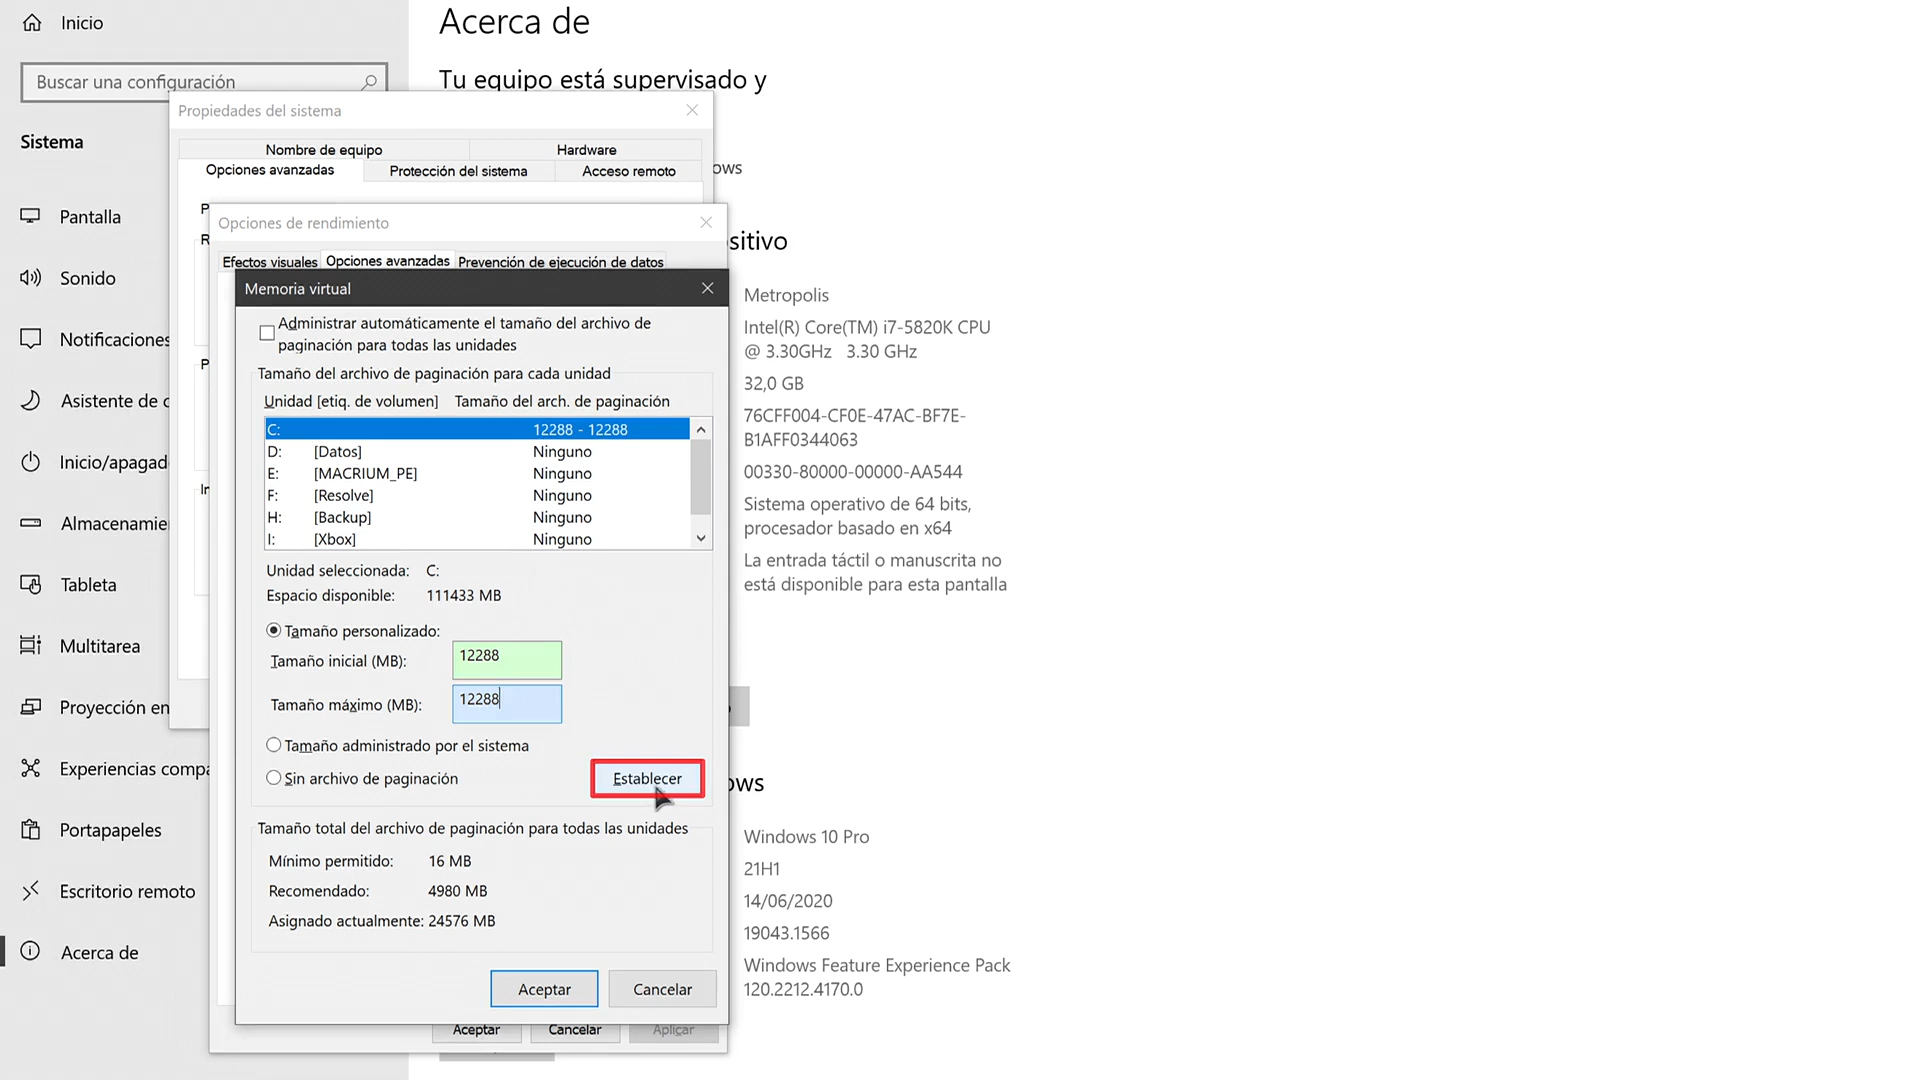 Inicio
Buscar una configuración
Sistema
Pantalla
Sonido
Notificaciones
Asistente de c
Inicio/apagad
Almacenamie
Tableta
Multitarea
Proyección en
Experiencias compa
Portapapeles
Escritorio remoto
Acerca de
Acerca de
Tu equipo está supervisado y
ows
sitivo
Metropolis
Intel(R) Core(TM) i7-5820K CPU
@ 3.30GHz 3.30 GHz
32,0 GB
76CFF004-CF0E-47AC-BF7E-
B1AFF0344063
00330-80000-00000-AA544
Sistema operativo de 64 bits,
procesador basado en x64
La entrada táctil o manuscrita no
está disponible para esta pantalla
ows
Windows 10 Pro
21H1
14/06/2020
19043.1566
Windows Feature Experience Pack
120.2212.4170.0
Propiedades del sistema
Nombre de equipo Hardware
Opciones avanzadas Protección del sistema Acceso remoto
P
R
P
In
Opciones de rendimiento
Efectos visuales Opciones avanzadas Prevención de ejecución de datos
Memoria virtual
Administrar automáticamente el tamaño del archivo de
paginación para todas las unidades
Tamaño del archivo de paginación para cada unidad
Unidad [etiq. de volumen] Tamaño del arch. de paginación
C: 12288 - 12288
D: [Datos] Ninguno
E: [MACRIUM_PE] Ninguno
F: [Resolve] Ninguno
H: [Backup] Ninguno
I: [Xbox] Ninguno
Unidad seleccionada: C:
Espacio disponible: 111433 MB
Tamaño personalizado:
Tamaño inicial (MB): 12288
Tamaño máximo (MB): 12288
Tamaño administrado por el sistema
Sin archivo de paginación Establecer
Tamaño total del archivo de paginación para todas las unidades
Mínimo permitido: 16 MB
Recomendado: 4980 MB
Asignado actualmente: 24576 MB
Aceptar Cancelar
Aceptar Cancelar Aplicar